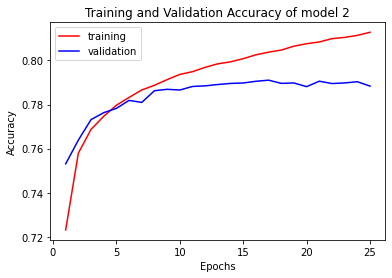 Training and Validation Accuracy of model 2
training
validation
Accuracy
0.80
0.78
0.76
0.74
0.72
0 5 10 15 20 25
Epochs